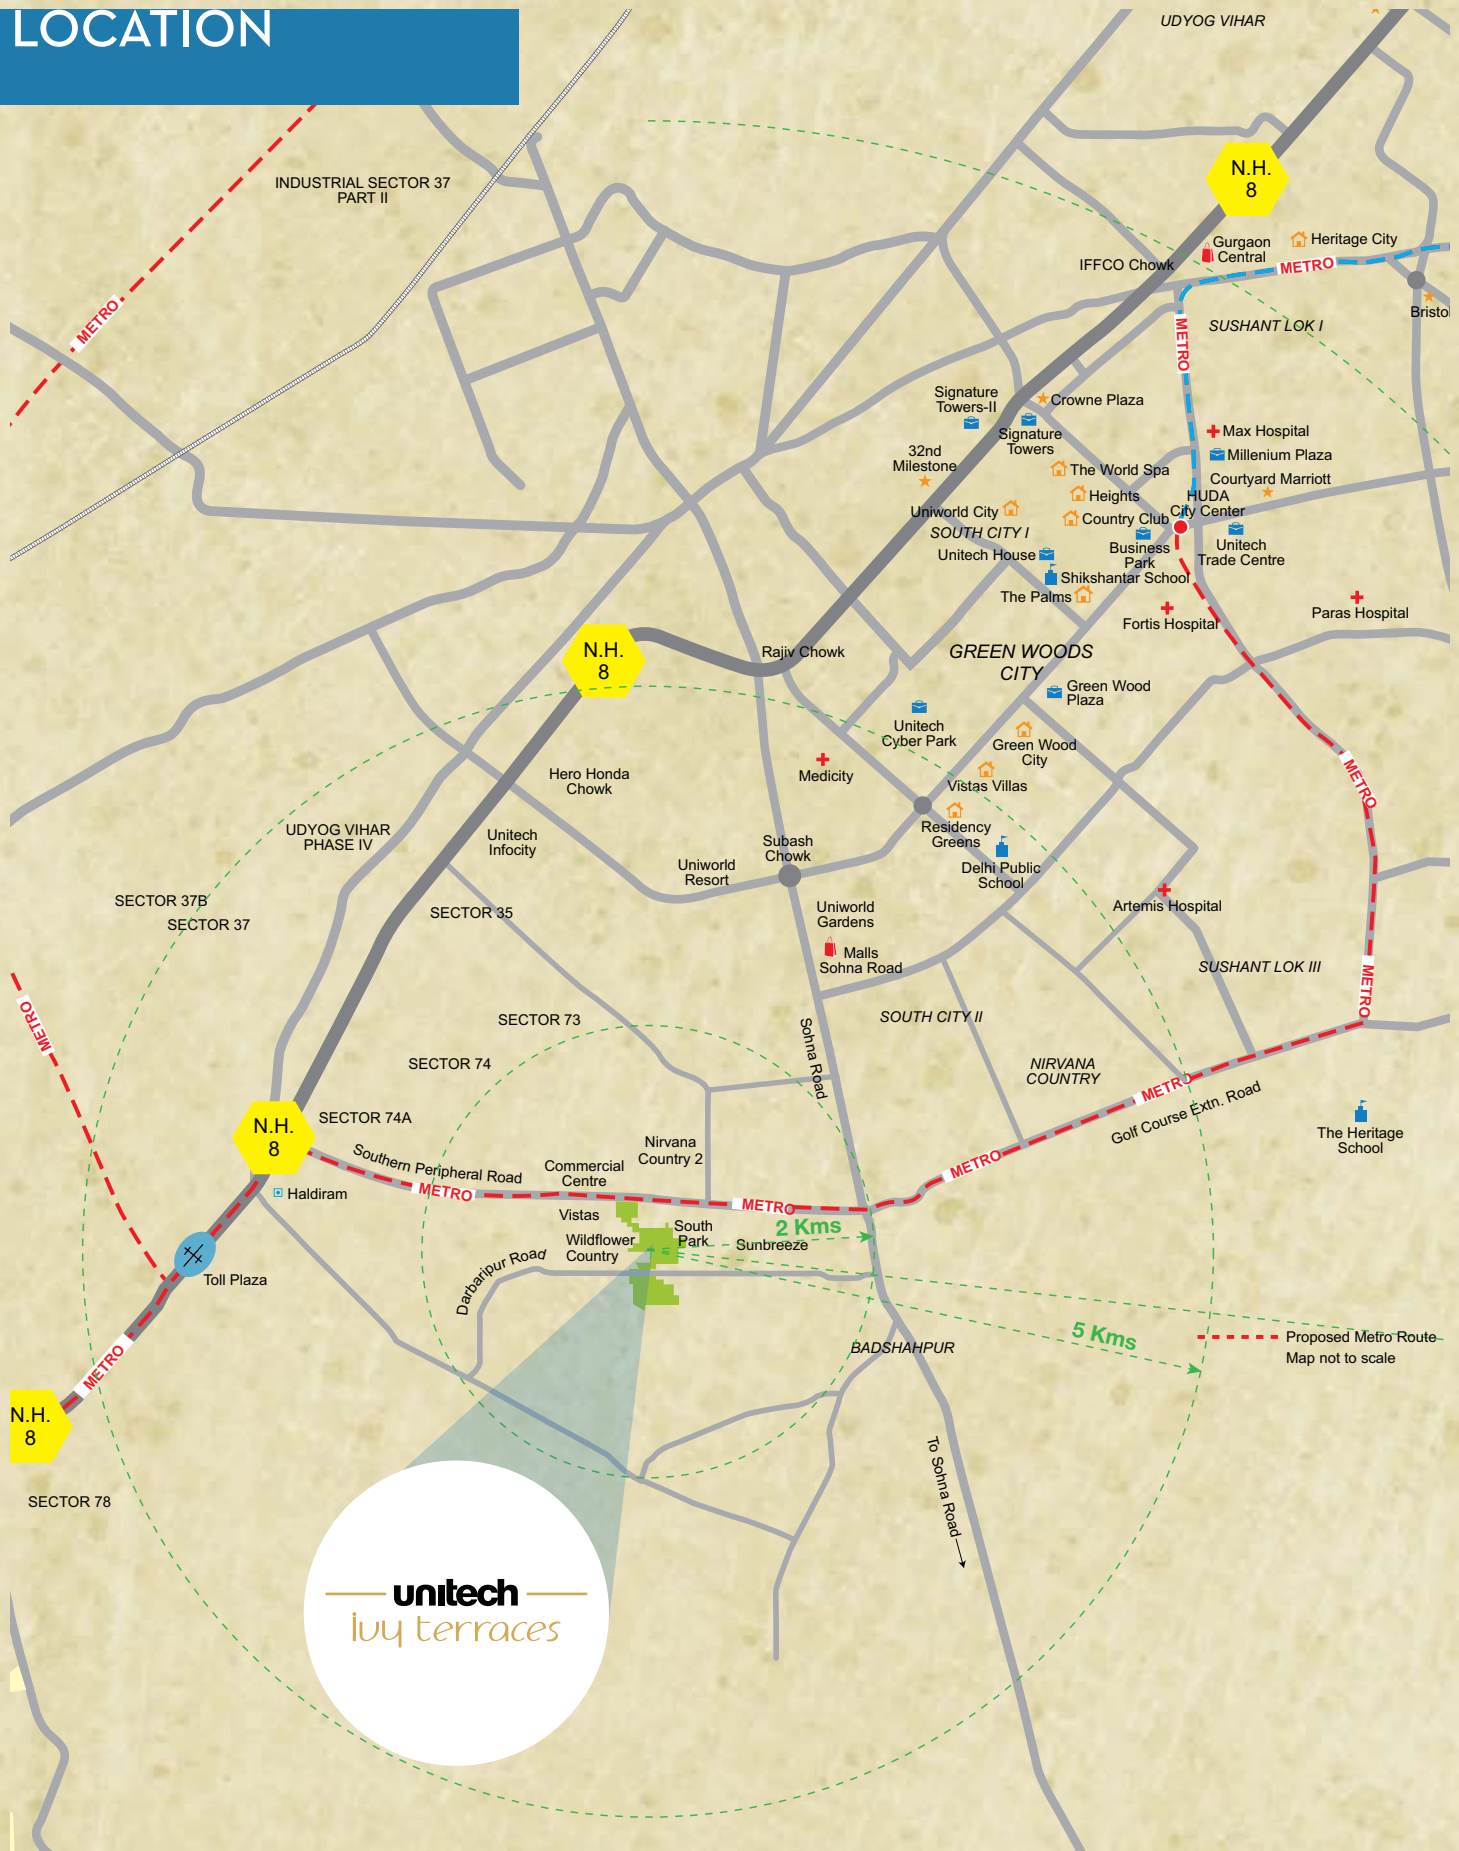 LOCATION
UDYOG VIHAR
INDUSTRIAL SECTOR 37
PART II
N.H.
8
Gurgaon
Central
Heritage City
IFFCO Chowk
METRO
METRO
Bristol
SUSHANT LOK I
METRO
Signature
Towers-II
Crowne Plaza
Signature
Towers
Max Hospital
32nd
Milestone
Millenium Plaza
The World Spa
Courtyard Marriott
Heights
HUDA
City Center
Uniworld City
Country Club
SOUTH CITY I
Business
Park
Unitech
Trade Centre
Unitech House
Shikshantar School
The Palms
Paras Hospital
Fortis Hospital
N.H.
8
Rajiv Chowk
GREEN WOODS
CITY
Green Wood
Plaza
Unitech
Cyber Park
Green Wood
City
Medicity
Hero Honda
Chowk
Vistas Villas
METRO
UDYOG VIHAR
PHASE IV
Unitech
Infocity
Subash
Chowk
Residency
Greens
Uniworld
Resort
Delhi Public
School
SECTOR 37B
SECTOR 37
SECTOR 35
Uniworld
Gardens
Artemis Hospital
Malls
Sohna Road
SUSHANT LOK III
METRO
METRO
SECTOR 73
SOUTH CITY II
Sohna Road
SECTOR 74
NIRVANA
COUNTRY
METRO
Golf Course Extn. Road
SECTOR 74A
N.H.
8
The Heritage
School
Nirvana
Country 2
Southern Peripheral Road
Commercial
Centre
METRO
METRO
METRO
Haldiram
Vistas
South
Park
2 Kms
Wildflower
Country
Sunbreeze
Darbaripur Road
Toll Plaza
5 Kms
Proposed Metro Route
Map not to scale
BADSHAHPUR
METRO
N.H.
8
To Sohna Road
SECTOR 78
unitech
ivy terraces